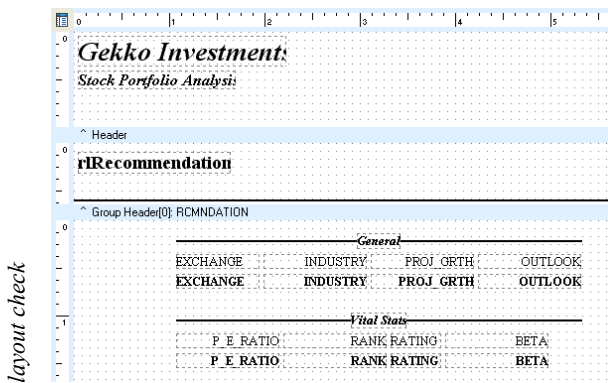 0 1 2 3 4 5
0
Gekko Investments
Stock Portfolio Analysis
^ Header
0
rlRecommendation
^ Group Header[0]: RCMNDATION
0
General
EXCHANGE INDUSTRY PROJ_GRTH OUTLOOK
EXCHANGE INDUSTRY PROJ_GRTH OUTLOOK
1
Vital Stats
P_E_RATIO RANK RATING BETA
P_E_RATIO RANK RATING BETA
layout check